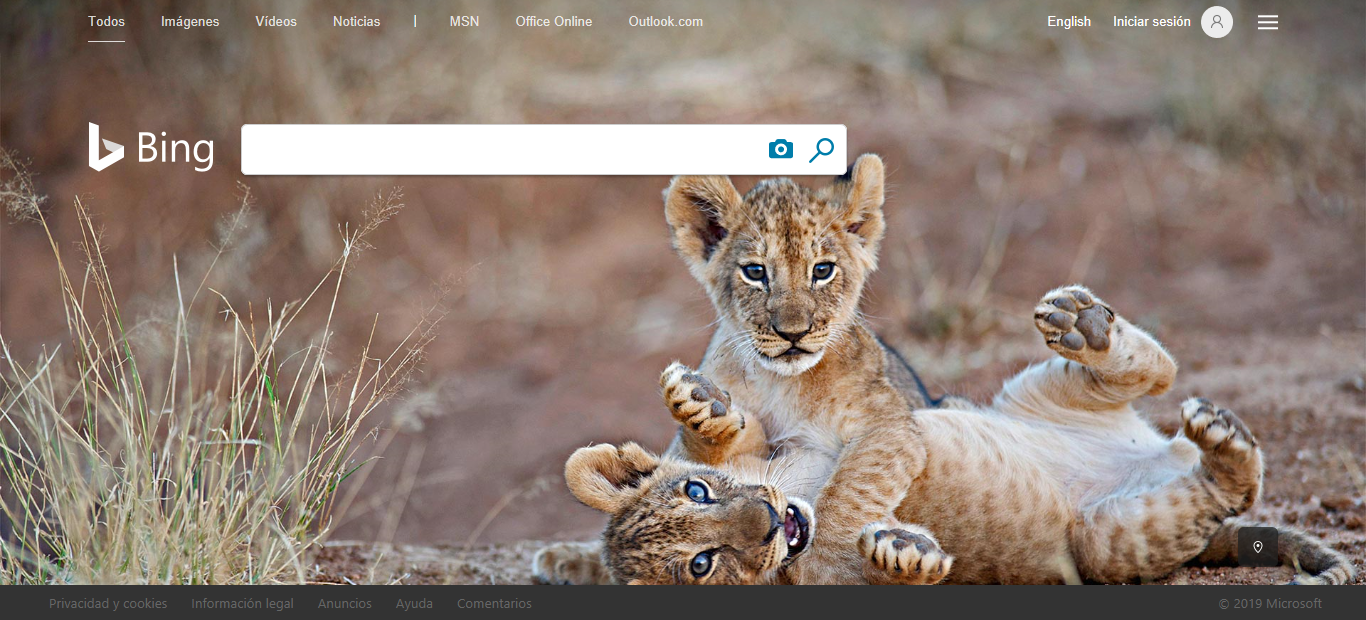 Todos Imágenes Vídeos Noticias | MSN Office Online Outlook.com English Iniciar sesión
Bing
Privacidad y cookies Información legal Anuncios Ayuda Comentarios © 2019 Microsoft